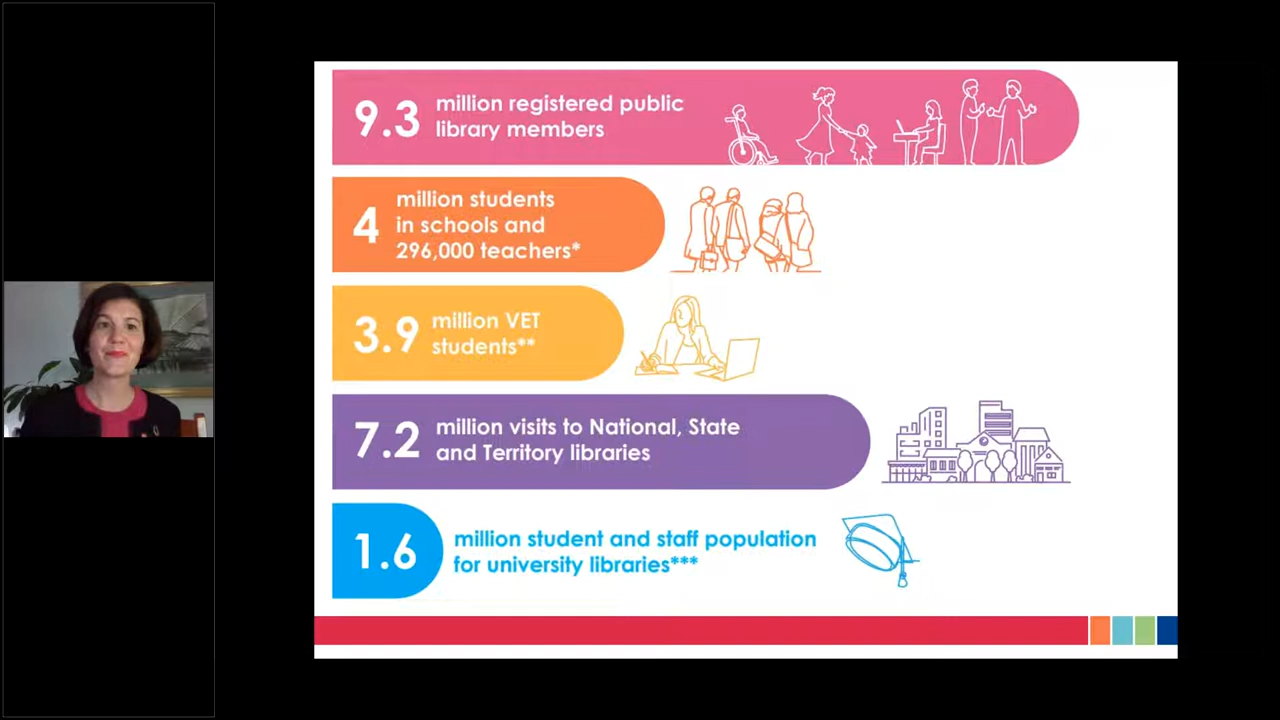 9.3
million registered public
library members
4
million students
in schools and
296,000 teachers*
3.9
million VET
students**
7.2
million visits to National, State
and Territory libraries
1.6
million student and staff population
for university libraries***